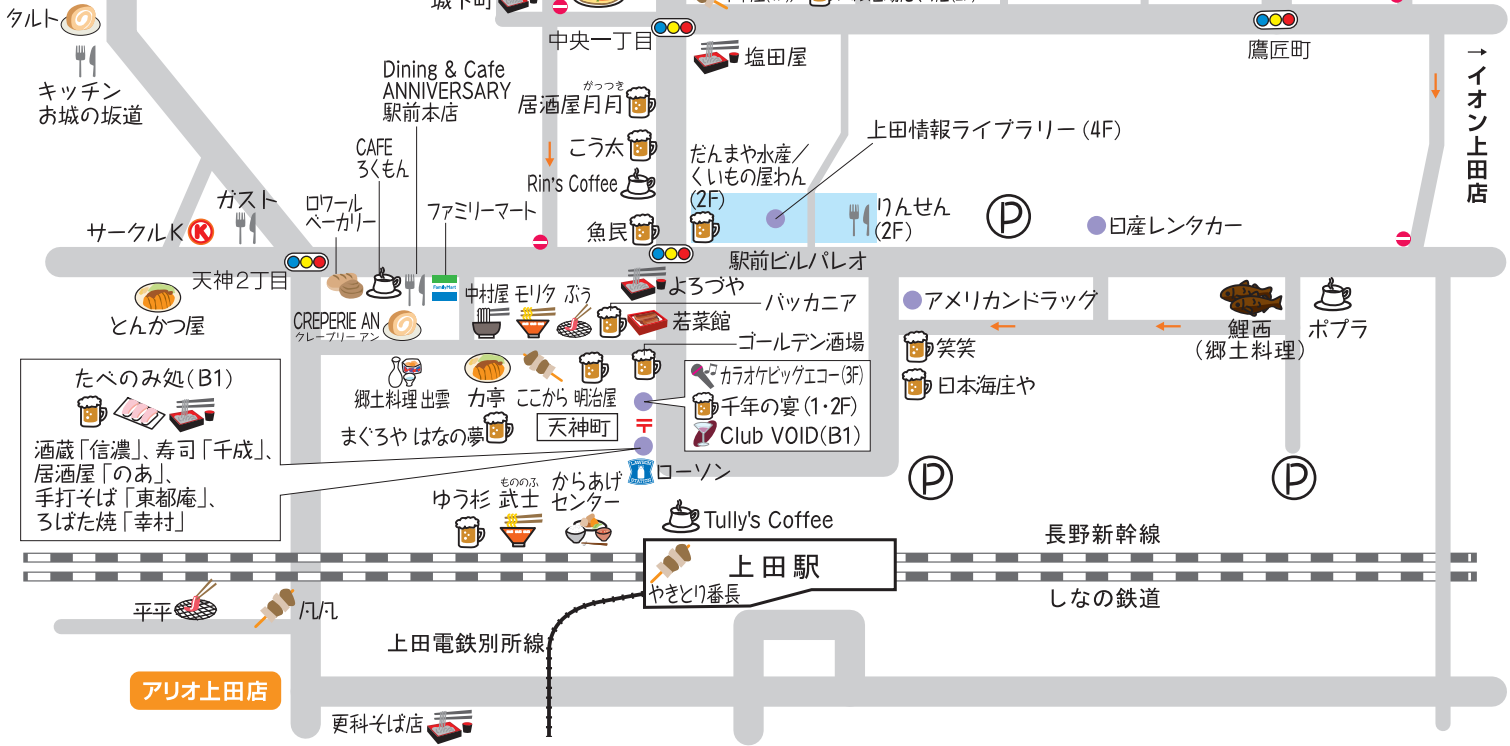 タルト
キッチン
お城の坂道
中央一丁目
塩田屋
鷹匠町
→イオン上田店
Dining & Cafe
ANNIVERSARY
駅前本店
がっつき
居酒屋月月
こう太
Rin's Coffee
魚民
CAFE
ろくもん
だんまや水産／
くいもの屋わん
(2F)
上田情報ライブラリー (4F)
りんせん
(2F)
P
日産レンタカー
ガスト
サークルK
K
ロワール
ベーカリー
ファミリーマート
駅前ビルパレオ
天神2丁目
FamilyMart
とんかつ屋
CREPERIE AN
クレープリー アン
中村屋
モリタ
ぶう
よろづや
バッカニア
若菜館
ゴールデン酒場
アメリカンドラッグ
笑笑
日本海庄や
鯉西
(郷土料理)
ポプラ
郷土料理 出雲
力亭
ここから
明治屋
まぐろや はなの夢
天神町
〒
カラオケビッグエコー(3F)
千年の宴 (1・2F)
Club VOID(B1)
たべのみ処(B1)
酒蔵「信濃」、寿司「千成」、
居酒屋「のあ」、
手打そば「東都庵」、
ろばた焼「幸村」
ローソン
P
P
ゆう杉
もののふ
武士
からあげ
センター
Tully's Coffee
上田駅
やきとり番長
長野新幹線
しなの鉄道
平平
凡凡
上田電鉄別所線
アリオ上田店
更科そば店